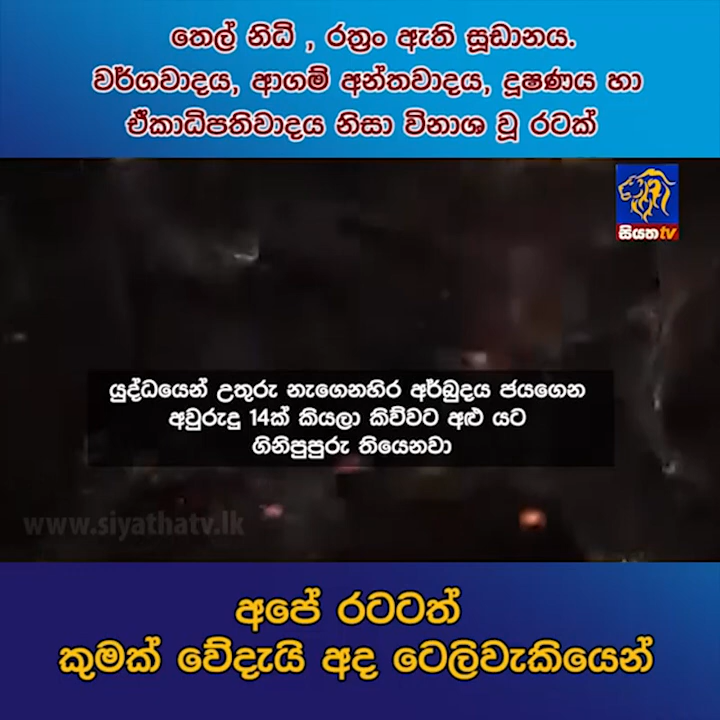 තෙල් නිධි , රත්‍රං ඇති සූඩානය.
වර්ගවාදය, ආගම් අන්තවාදය, දූෂණය හා
ඒකාධිපතිවාදය නිසා විනාශ වූ රටක්
සියත tv
යුද්ධයෙන් උතුරු නැගෙනහිර අර්බුදය ජයගෙන
අවුරුදු 14ක් කියලා කිව්වට අළු යට
ගිනිපුපුරු තියෙනවා
www.siyathatv.lk
අපේ රටටත්
කුමක් වේදැයි අද ටෙලිවැකියෙන්